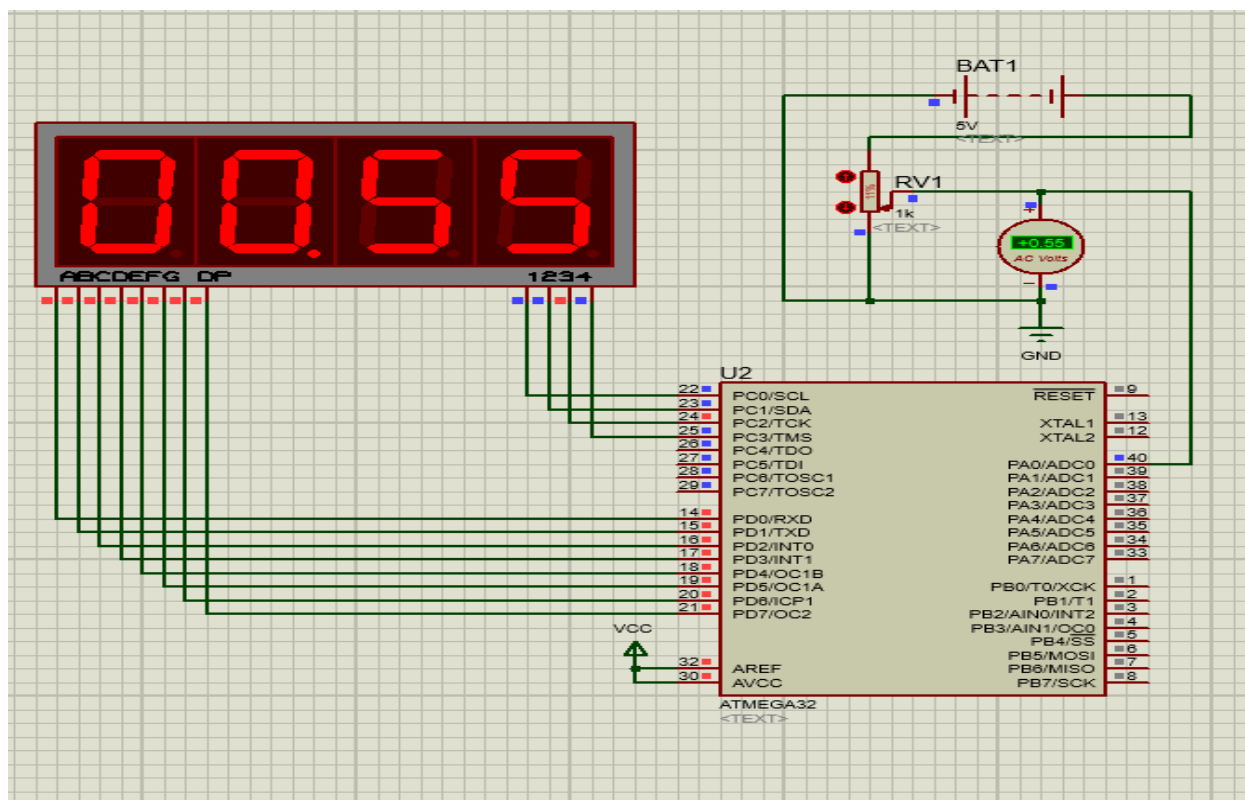 BAT1
5V
<TEXT>
00.55
ABCDEFG DP
1234
RV1
11%
1k
<TEXT>
+0.55
AC Volts
GND
U2
22 PC0/SCL
23 PC1/SDA
24 PC2/TCK
25 PC3/TMS
26 PC4/TDO
27 PC5/TDI
28 PC6/TOSC1
29 PC7/TOSC2
14 PD0/RXD
15 PD1/TXD
16 PD2/INT0
17 PD3/INT1
18 PD4/OC1B
19 PD5/OC1A
20 PD6/ICP1
21 PD7/OC2
VCC
32 AREF
30 AVCC
RESET 9
XTAL1 13
XTAL2 12
PA0/ADC0 40
PA1/ADC1 39
PA2/ADC2 38
PA3/ADC3 37
PA4/ADC4 36
PA5/ADC5 35
PA6/ADC6 34
PA7/ADC7 33
PB0/T0/XCK 1
PB1/T1 2
PB2/AIN0/INT2 3
PB3/AIN1/OC0 4
PB4/SS 5
PB5/MOSI 6
PB6/MISO 7
PB7/SCK 8
ATMEGA32
<TEXT>